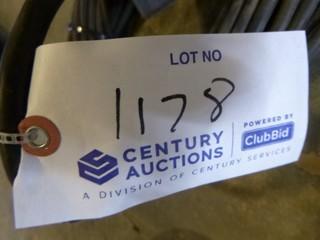 LOT NO
1178
CENTURY AUCTIONS
POWERED BY
ClubBid
A DIVISION OF CENTURY SERVICES